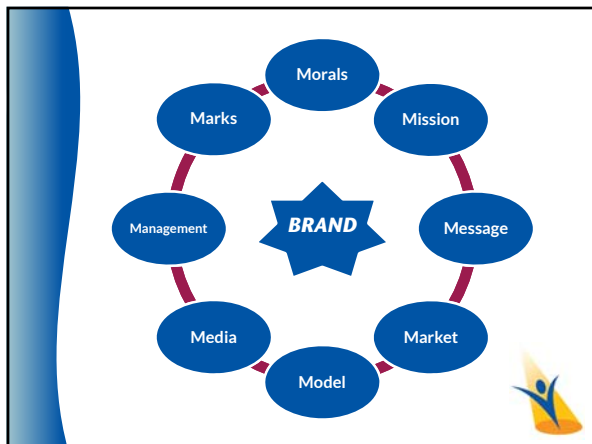 Morals
Marks
Mission
Management
BRAND
Message
Media
Market
Model